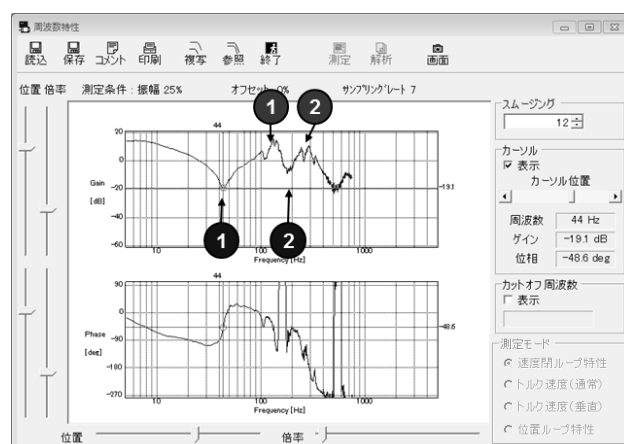 周波数特性
読込 保存 コメント 印刷 複写 参照 終了 測定 解析 画面
位置 倍率 測定条件 : 振幅 25% オフセット 0% サンプリングレート 7
1 2
44
20
0
-20
-40
-60
Gain
[dB]
-19.1
1 2
10 100 1000
Frequency [Hz]
44
90
0
-90
-180
-270
Phase
[deg]
-48.6
10 100 1000
Frequency [Hz]
位置 倍率
スムージング
12
カーソル
表示
カーソル位置
周波数 44 Hz
ゲイン -19.1 dB
位相 -48.6 deg
カットオフ周波数
表示
測定モード
速度閉ループ特性
トルク速度(通常)
トルク速度(垂直)
位置ループ特性